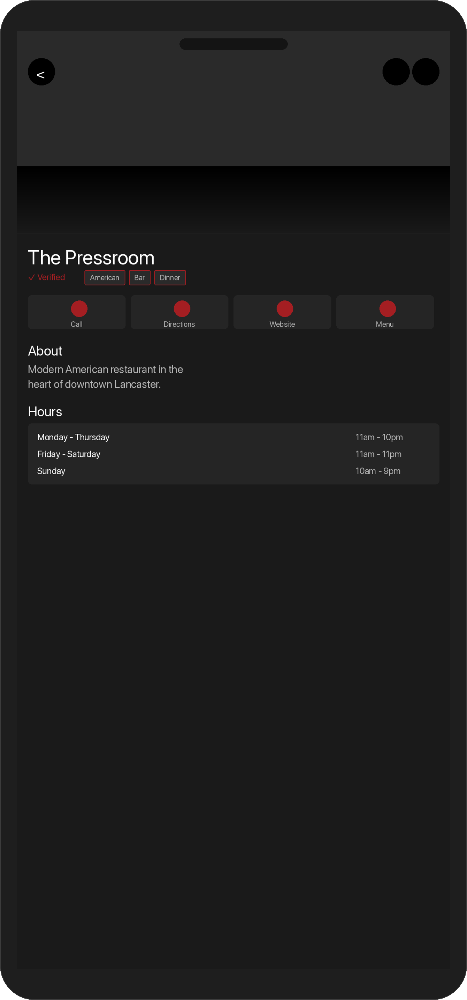 <
The Pressroom
✓ Verified American Bar Dinner
Call Directions Website Menu
About
Modern American restaurant in the
heart of downtown Lancaster.
Hours
Monday - Thursday 11am - 10pm
Friday - Saturday 11am - 11pm
Sunday 10am - 9pm